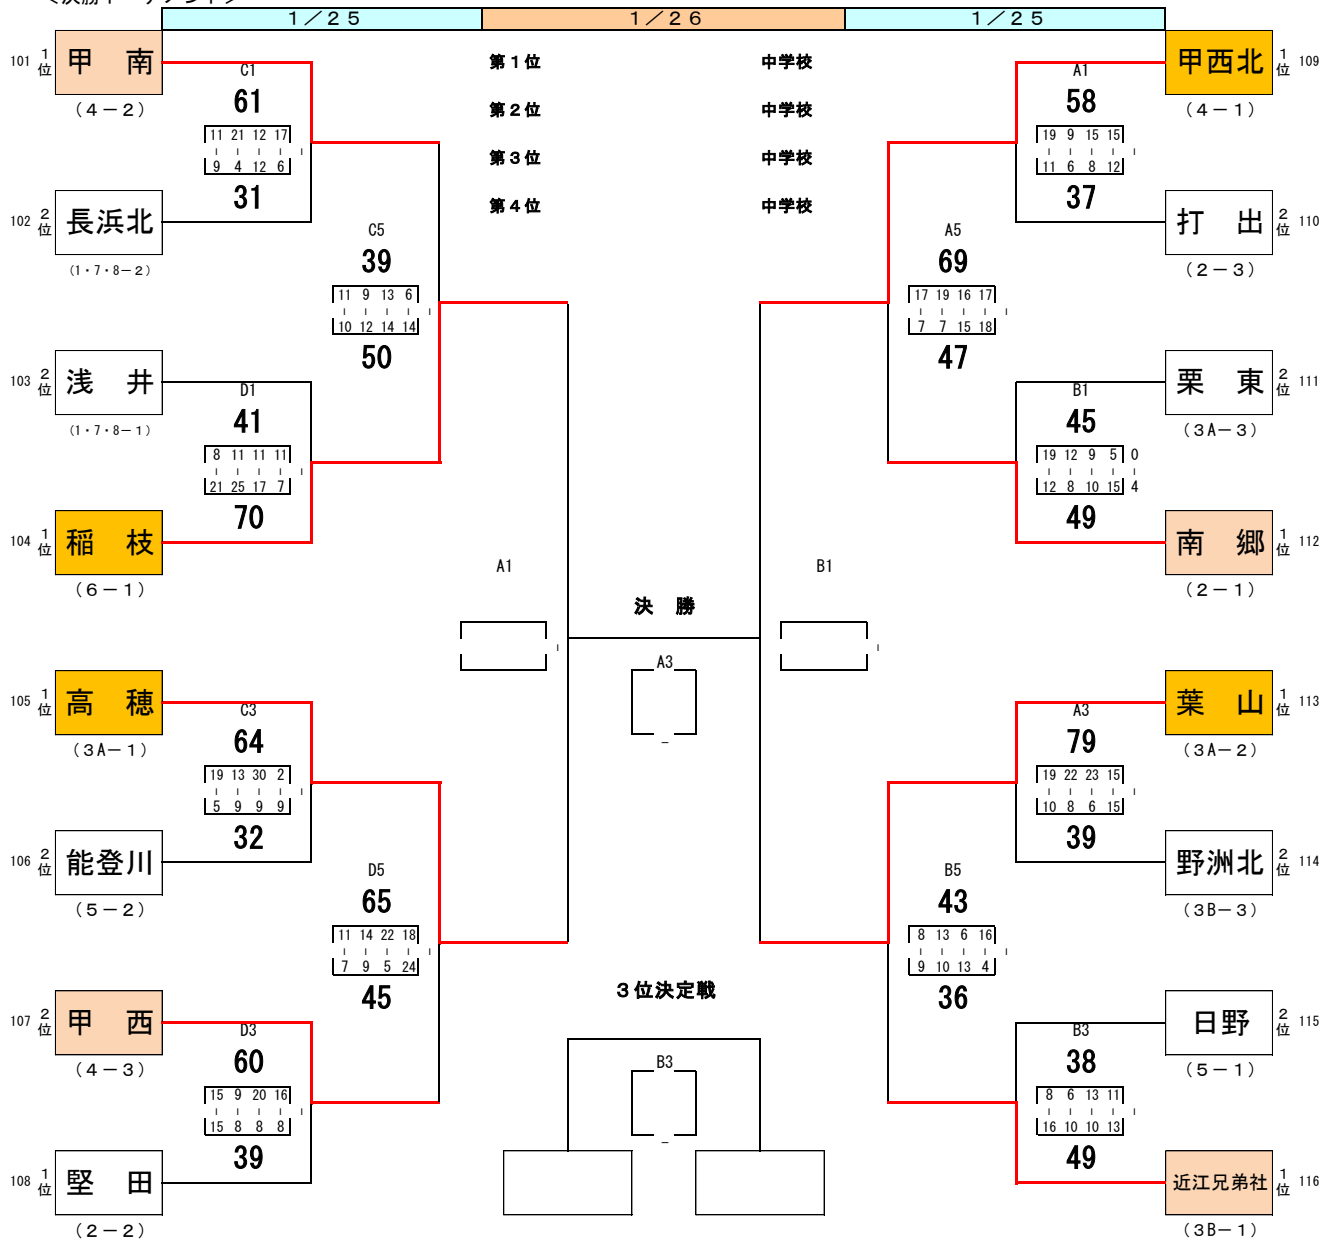 1／25
1／26
1／25
第1位　中学校
第2位　中学校
第3位　中学校
第4位　中学校
101 1位 甲南
(4－2)
C1
61
11 21 12 17
9 4 12 6
31
102 2位 長浜北
(1・7・8－2)
C5
39
11 9 13 6
10 12 14 14
50
103 2位 浅井
(1・7・8－1)
D1
41
8 11 11 11
21 25 17 7
70
104 1位 稲枝
(6－1)
A1
105 1位 高穂
(3A－1)
C3
64
19 13 30 2
5 9 9 9
32
106 2位 能登川
(5－2)
D5
65
11 14 22 18
7 9 5 24
45
107 2位 甲西
(4－3)
D3
60
15 9 20 16
15 8 8 8
39
108 1位 堅田
(2－2)
決勝
A3
3位決定戦
B3
甲西北 1位 109
(4－1)
A1
58
19 9 15 15
11 6 8 12
37
打出 2位 110
(2－3)
A5
69
17 19 16 17
7 7 15 18
47
栗東 2位 111
(3A－3)
B1
45
19 12 9 5 0
12 8 10 15 4
49
南郷 1位 112
(2－1)
B1
葉山 1位 113
(3A－2)
A3
79
19 22 23 15
10 8 6 15
39
野洲北 2位 114
(3B－3)
B5
43
8 13 6 16
9 10 13 4
36
日野 2位 115
(5－1)
B3
38
8 6 13 11
16 10 10 13
49
近江兄弟社 1位 116
(3B－1)